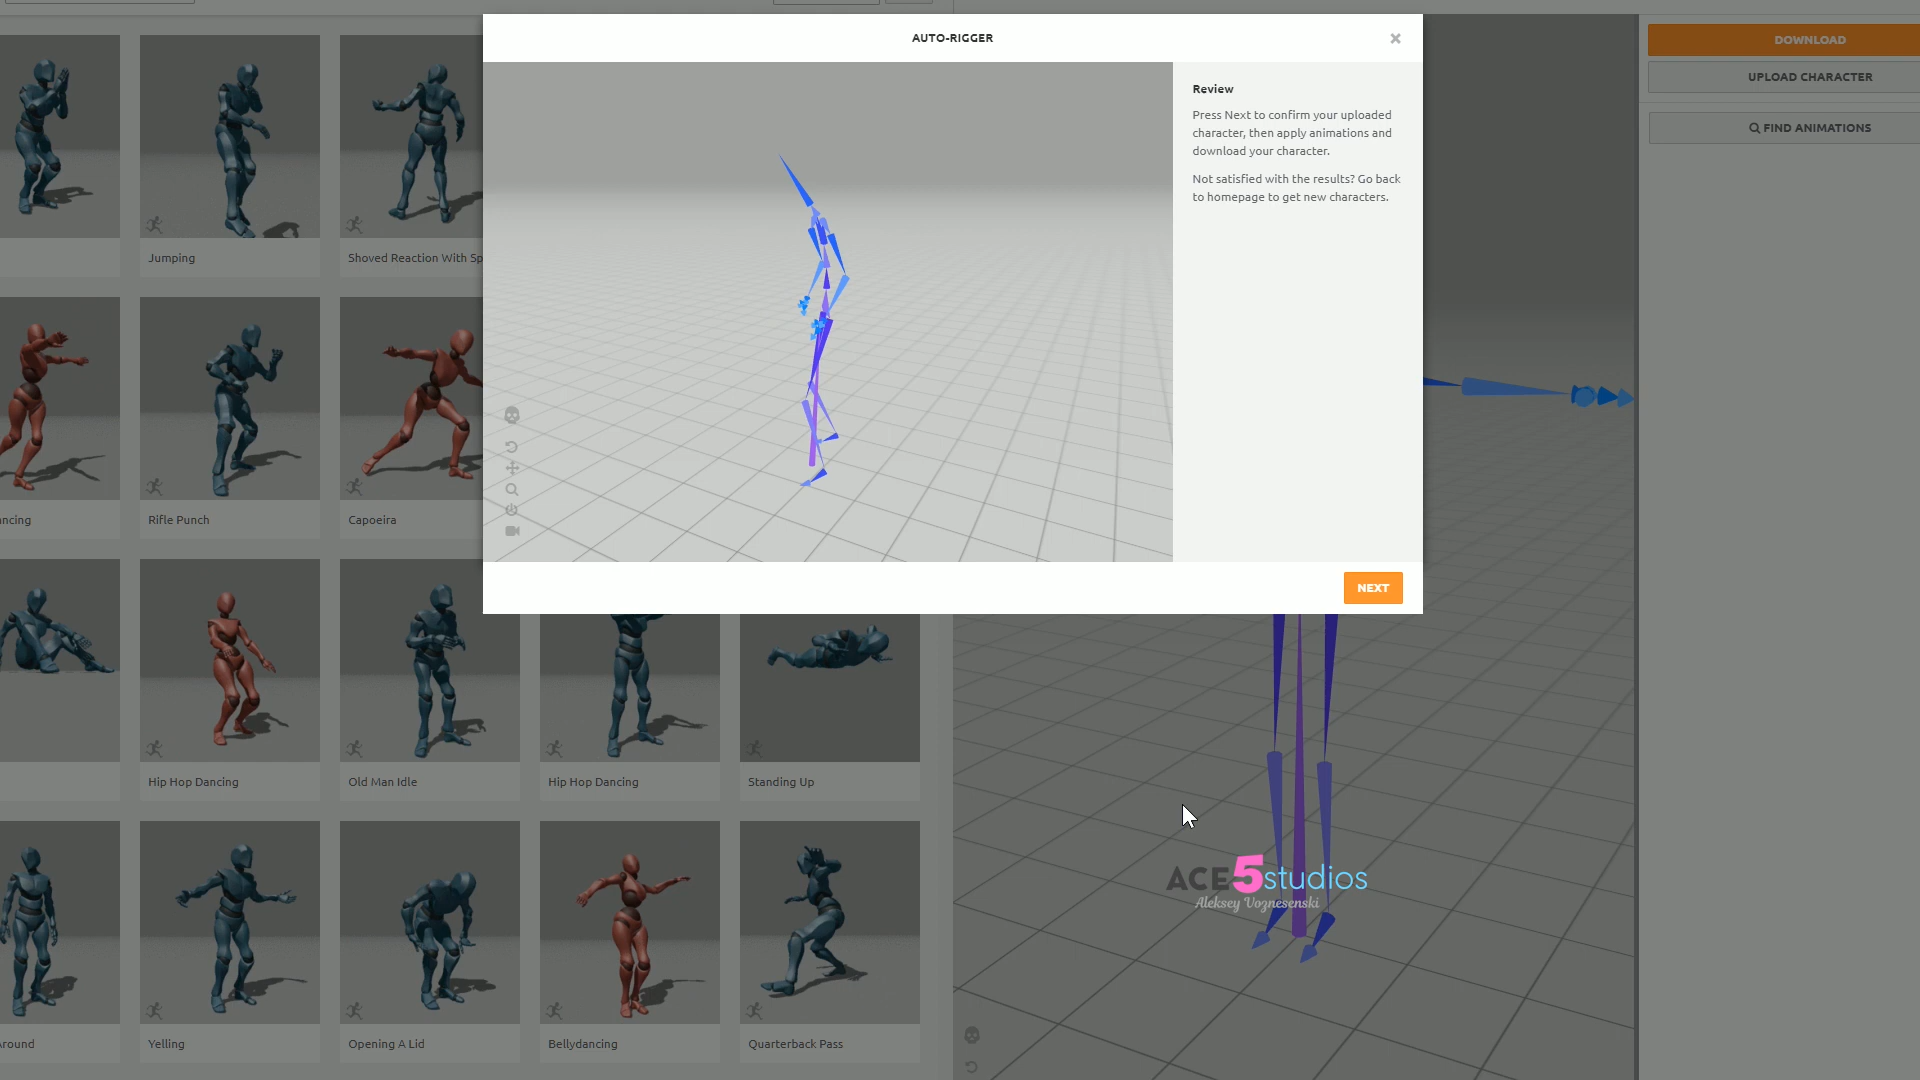 AUTO-RIGGER
×
Review
Press Next to confirm your uploaded
character, then apply animations and
download your character.
Not satisfied with the results? Go back
to homepage to get new characters.
NEXT
DOWNLOAD
UPLOAD CHARACTER
FIND ANIMATIONS
Jumping
Shoved Reaction With Sp
ncing
Rifle Punch
Capoeira
Hip Hop Dancing
Old Man Idle
Hip Hop Dancing
Standing Up
Around
Yelling
Opening A Lid
Bellydancing
Quarterback Pass
ACE5studios
Aleksey Voznesenski